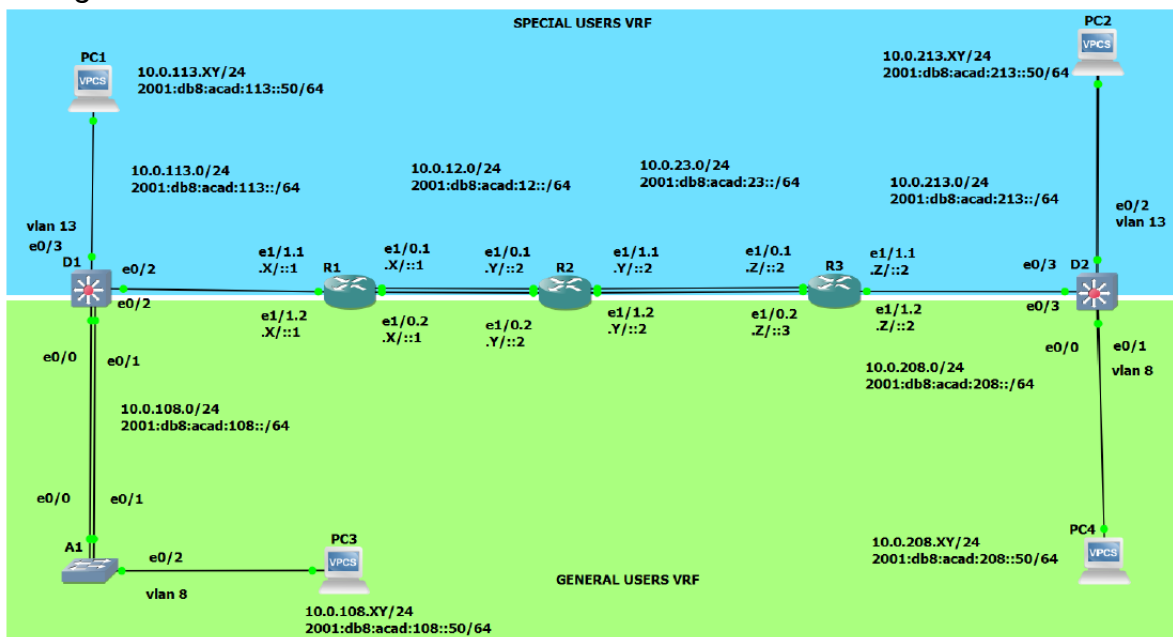 SPECIAL USERS VRF
PC1
VPCS
10.0.113.XY/24
2001:db8:acad:113::50/64
PC2
VPCS
10.0.213.XY/24
2001:db8:acad:213::50/64
10.0.113.0/24
2001:db8:acad:113::/64
10.0.12.0/24
2001:db8:acad:12::/64
10.0.23.0/24
2001:db8:acad:23::/64
10.0.213.0/24
2001:db8:acad:213::/64
e0/2
vlan 13
vlan 13
e0/3
D1
e0/2
e0/2
e1/1.1
.X/::1
R1
e1/0.1
.X/::1
e1/0.1
.Y/::2
R2
e1/1.1
.Y/::2
e1/0.1
.Z/::2
R3
e1/1.1
.Z/::2
e0/3
D2
e0/3
e1/1.2
.X/::1
e1/0.2
.X/::1
e1/0.2
.Y/::2
e1/1.2
.Y/::2
e1/0.2
.Z/::3
e1/1.2
.Z/::2
e0/0
e0/1
e0/0
e0/1
vlan 8
10.0.208.0/24
2001:db8:acad:208::/64
10.0.108.0/24
2001:db8:acad:108::/64
e0/0
e0/1
A1
e0/2
vlan 8
PC3
VPCS
10.0.108.XY/24
2001:db8:acad:108::50/64
GENERAL USERS VRF
PC4
VPCS
10.0.208.XY/24
2001:db8:acad:208::50/64